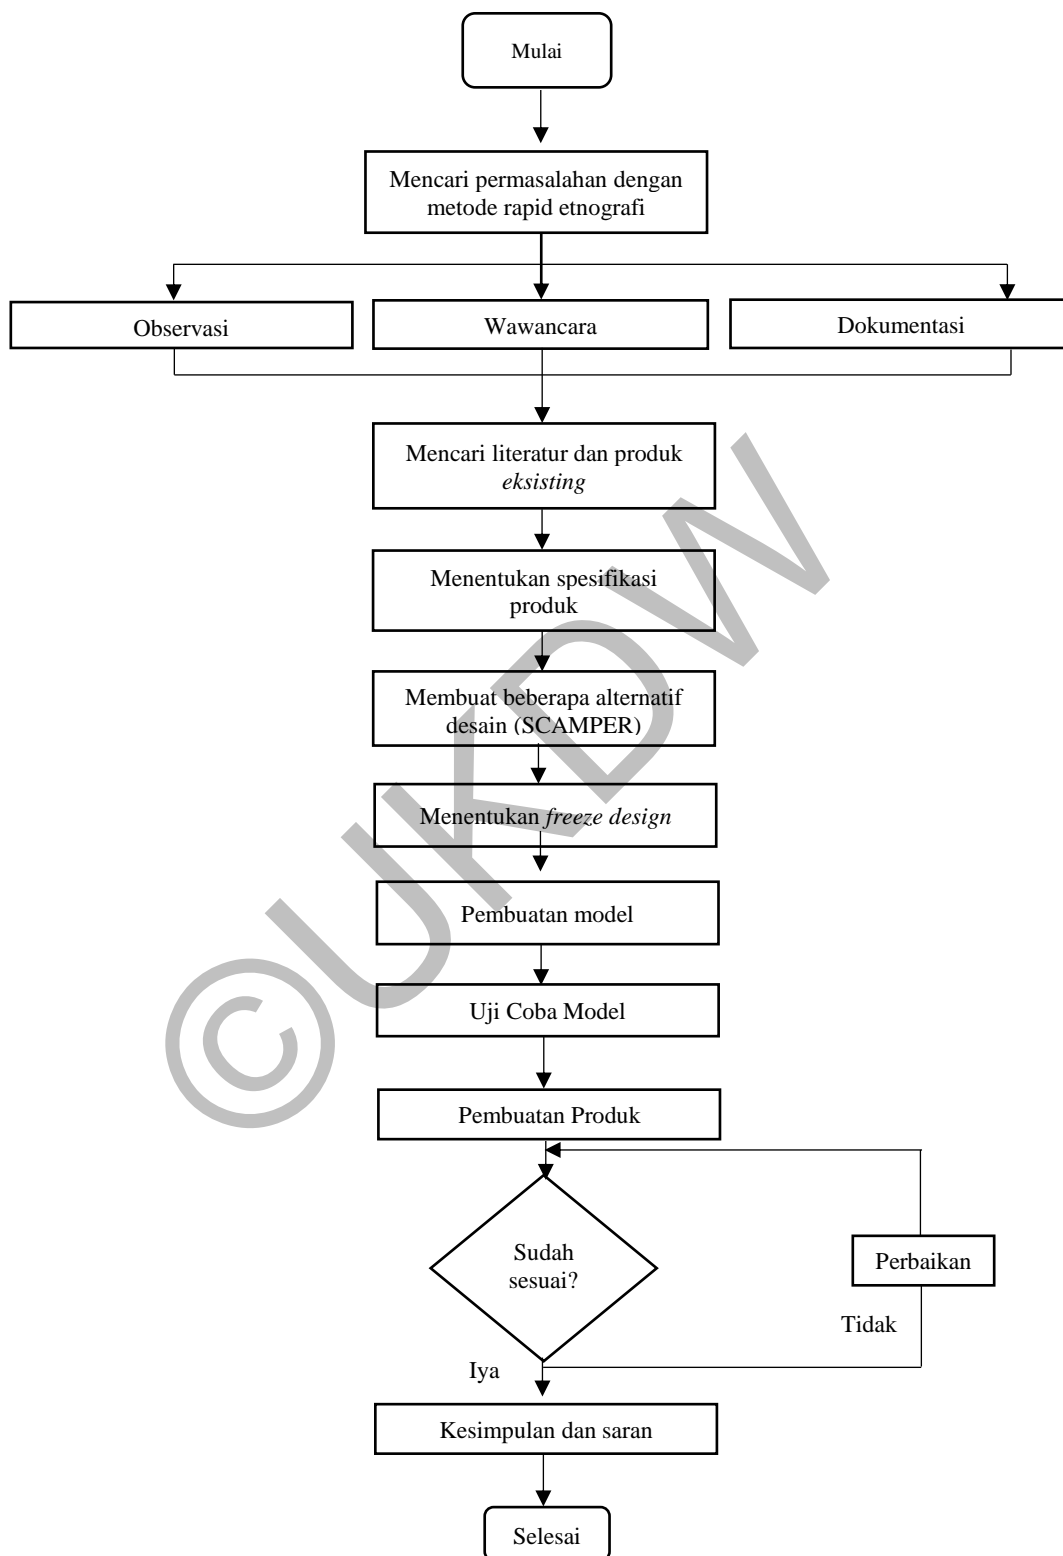 Mulai
Mencari permasalahan dengan
metode rapid etnografi
Observasi
Wawancara
Dokumentasi
Mencari literatur dan produk
eksisting
Menentukan spesifikasi
produk
Membuat beberapa alternatif
desain (SCAMPER)
Menentukan freeze design
Pembuatan model
Uji Coba Model
Pembuatan Produk
Sudah
sesuai?
Perbaikan
Tidak
Iya
Kesimpulan dan saran
Selesai
©UKDW